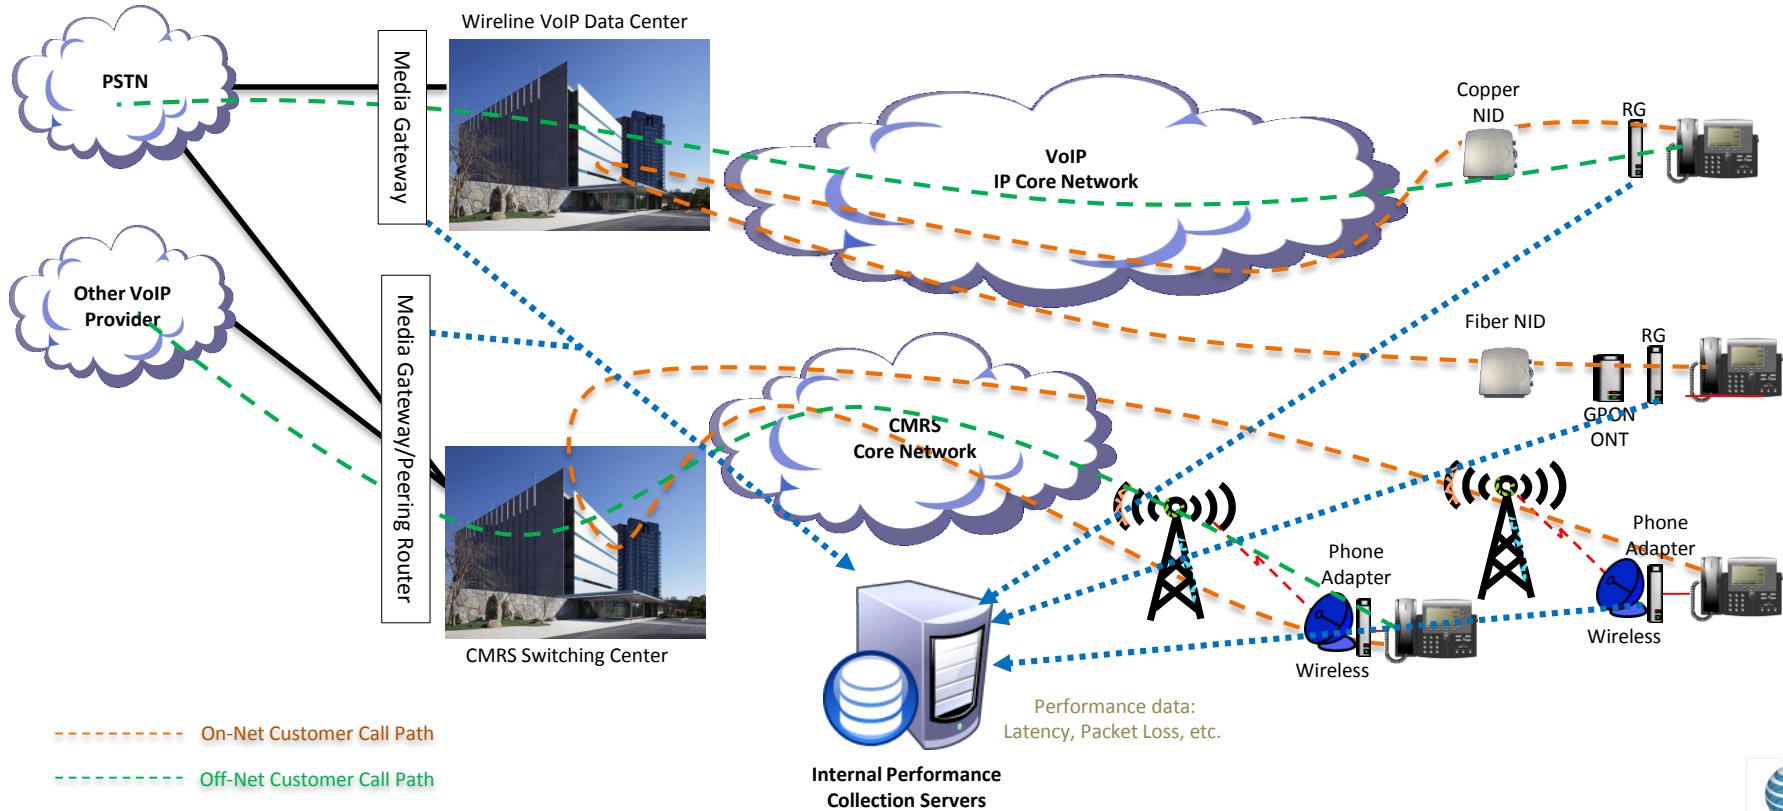 Wireline VoIP Data Center
PSTN
Media Gateway
Copper
NID
RG
VoIP
IP Core Network
Other VoIP
Provider
Media Gateway/Peering Router
Fiber NID
RG
GPON
ONT
CMRS
Core Network
Phone
Adapter
Phone
Adapter
Wireless
Wireless
CMRS Switching Center
Performance data:
Latency, Packet Loss, etc.
On-Net Customer Call Path
Off-Net Customer Call Path
Internal Performance
Collection Servers